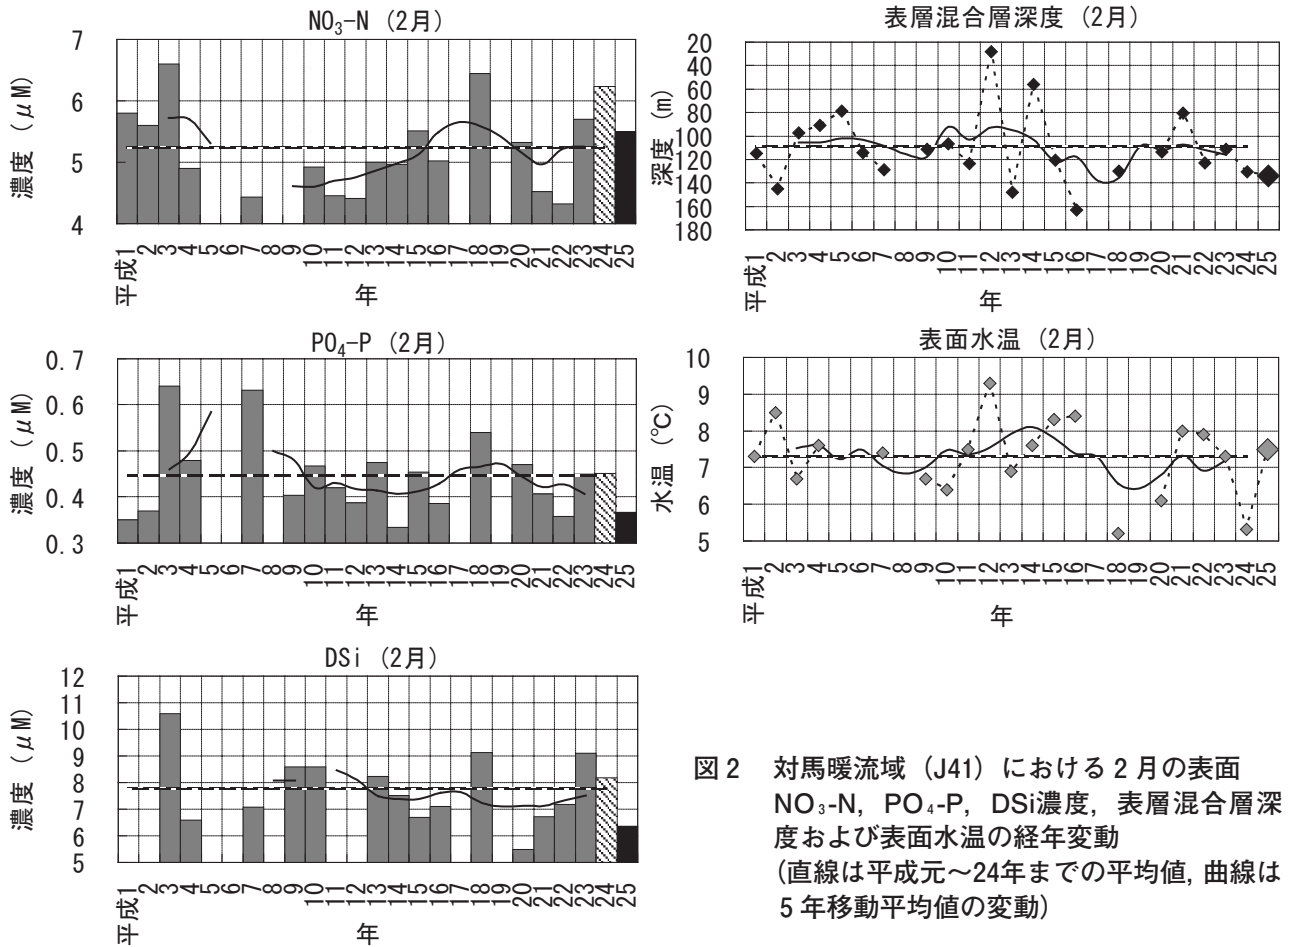 NO₃-N (2月)
濃度 (μM)
7
6
5
4
平成1 2 3 4 5 6 7 8 9 10 11 12 13 14 15 16 17 18 19 20 21 22 23 24 25
年
表層混合層深度 (2月)
深度 (m)
20
40
60
80
100
120
140
160
180
平成1 2 3 4 5 6 7 8 9 10 11 12 13 14 15 16 17 18 19 20 21 22 23 24 25
年
PO₄-P (2月)
濃度 (μM)
0.7
0.6
0.5
0.4
0.3
平成1 2 3 4 5 6 7 8 9 10 11 12 13 14 15 16 17 18 19 20 21 22 23 24 25
年
表面水温 (2月)
水温 (℃)
10
9
8
7
6
5
平成1 2 3 4 5 6 7 8 9 10 11 12 13 14 15 16 17 18 19 20 21 22 23 24 25
年
DSi (2月)
濃度 (μM)
12
11
10
9
8
7
6
5
平成1 2 3 4 5 6 7 8 9 10 11 12 13 14 15 16 17 18 19 20 21 22 23 24 25
年
図2 対馬暖流域(J41)における2月の表面
NO₃-N, PO₄-P, DSi濃度, 表層混合層深
度および表面水温の経年変動
(直線は平成元〜24年までの平均値, 曲線は
5年移動平均値の変動)